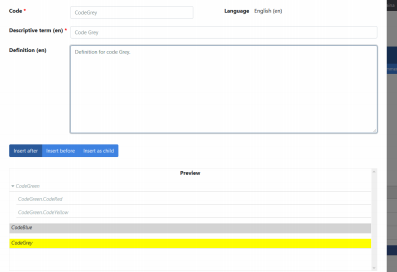 Code * CodeGrey Language English (en)
Descriptive term (en) * Code Grey
Definition (en) Definition for code Grey.
Insert after Insert before Insert as child
Preview
CodeGreen
CodeGreen.CodeRed
CodeGreen.CodeYellow
CodeBlue
CodeGrey